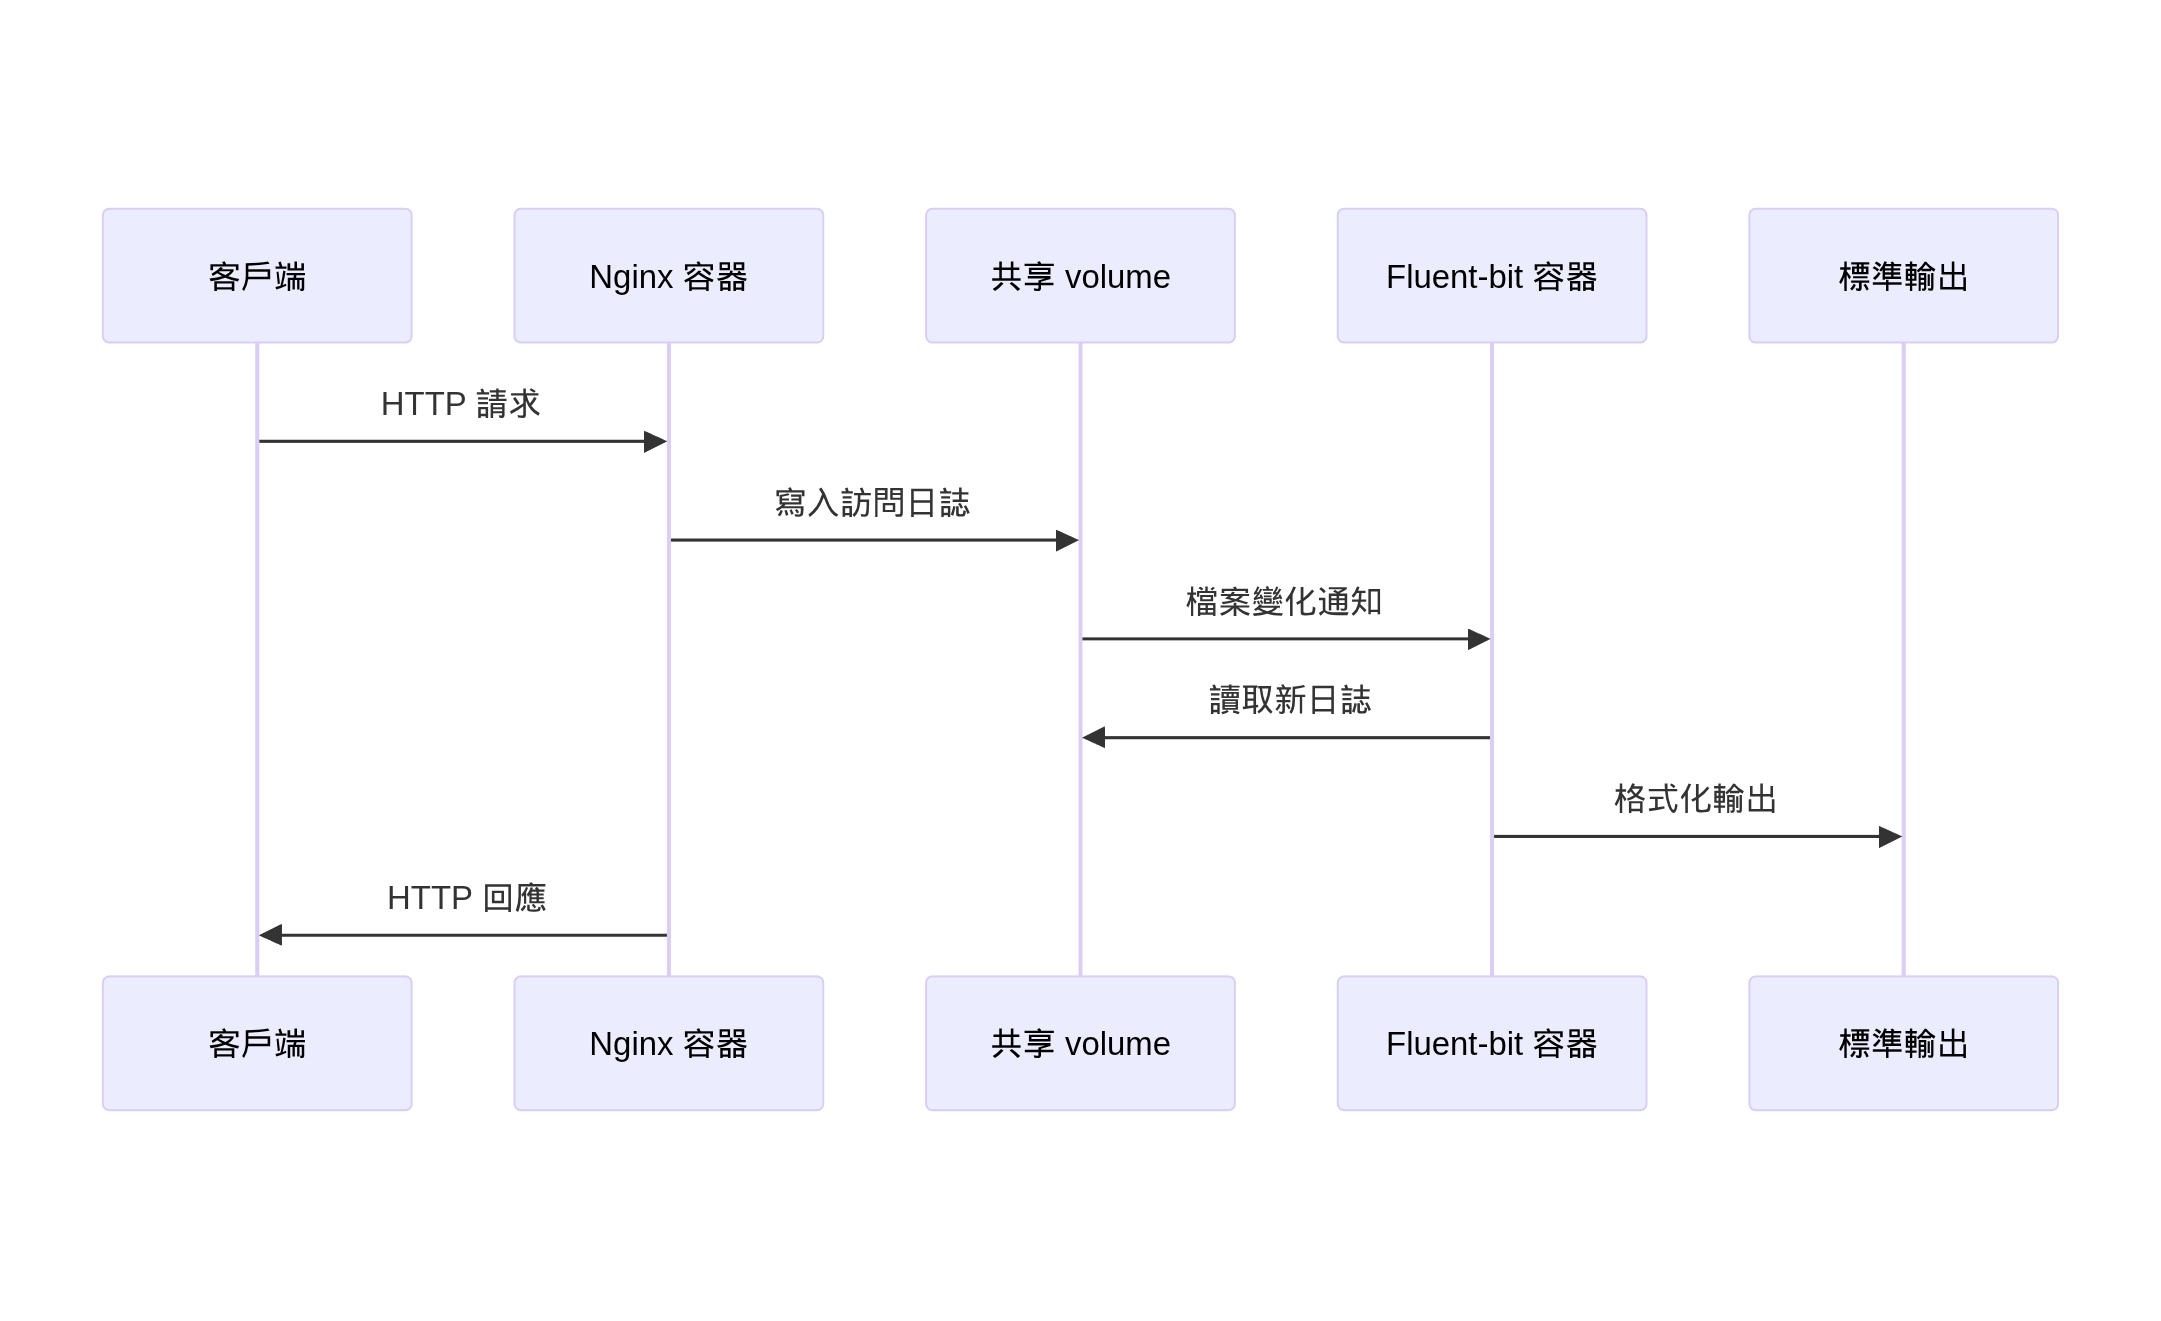 客戶端
Nginx 容器
共享 volume
Fluent-bit 容器
標準輸出
HTTP 請求
寫入訪問日誌
檔案變化通知
讀取新日誌
格式化輸出
HTTP 回應
客戶端
Nginx 容器
共享 volume
Fluent-bit 容器
標準輸出